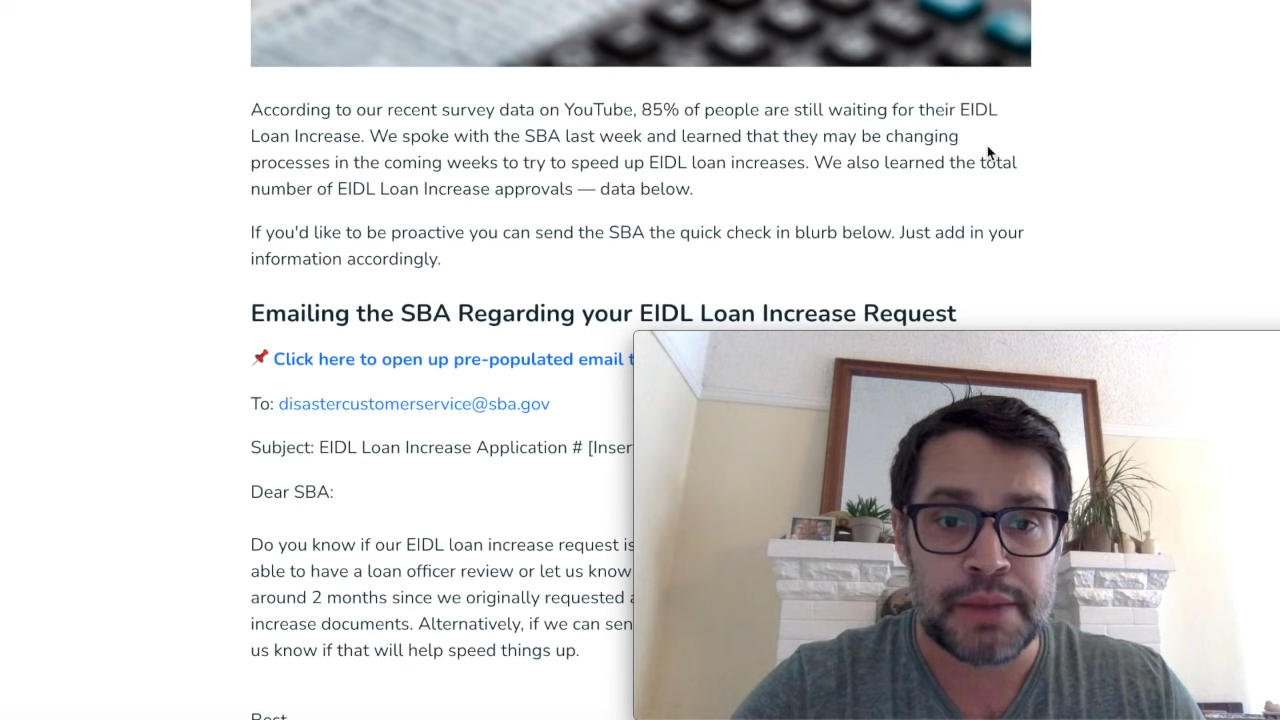 According to our recent survey data on YouTube, 85% of people are still waiting for their EIDL
Loan Increase. We spoke with the SBA last week and learned that they may be changing
processes in the coming weeks to try to speed up EIDL loan increases. We also learned the total
number of EIDL Loan Increase approvals — data below.
If you'd like to be proactive you can send the SBA the quick check in blurb below. Just add in your
information accordingly.
Emailing the SBA Regarding your EIDL Loan Increase Request
Click here to open up pre-populated email
To: disastercustomerservice@sba.gov
Subject: EIDL Loan Increase Application # [Inser
Dear SBA:
Do you know if our EIDL loan increase request is
able to have a loan officer review or let us know
around 2 months since we originally requested
increase documents. Alternatively, if we can sen
us know if that will help speed things up.
Best